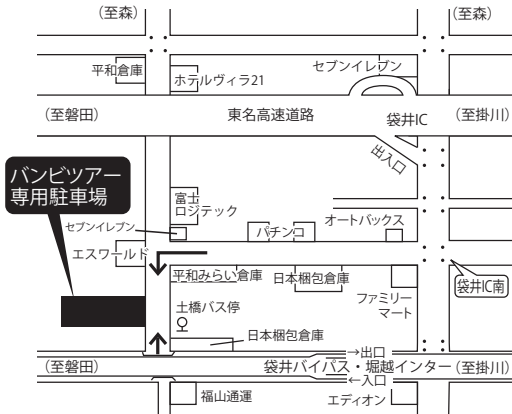 （至森）
（至森）
平和倉庫
ホテルヴィラ21
セブンイレブン
（至磐田）
東名高速道路
袋井IC
（至掛川）
出入口
バンビツアー
専用駐車場
富士
ロジテック
セブンイレブン
パチンコ
オートバックス
エスワールド
平和みらい倉庫
日本梱包倉庫
袋井IC南
ファミリー
マート
土橋バス停
日本梱包倉庫
→出口
（至磐田）
袋井バイパス・堀越インター
（至掛川）
←入口
福山通運
エディオン